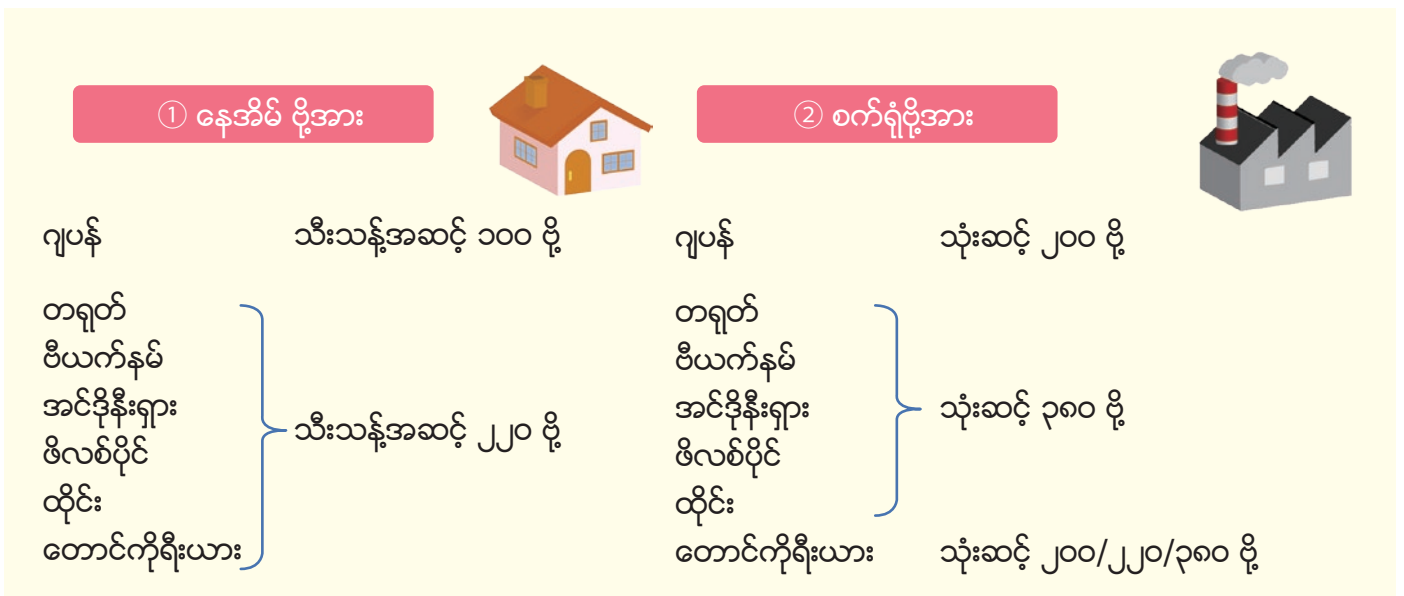 ① နေအိမ် ဗို့အား
ဂျပန် သီးသန့်အဆင့် ၁၀၀ ဗို့
တရုတ်
ဗီယက်နမ်
အင်ဒိုနီးရှား
ဖိလစ်ပိုင်
ထိုင်း
တောင်ကိုရီးယား
သီးသန့်အဆင့် ၂၂၀ ဗို့
② စက်ရုံဗို့အား
ဂျပန် သုံးဆင့် ၂၀၀ ဗို့
တရုတ်
ဗီယက်နမ်
အင်ဒိုနီးရှား
ဖိလစ်ပိုင်
ထိုင်း
သုံးဆင့် ၃၈၀ ဗို့
တောင်ကိုရီးယား သုံးဆင့် ၂၀၀/၂၂၀/၃၈၀ ဗို့